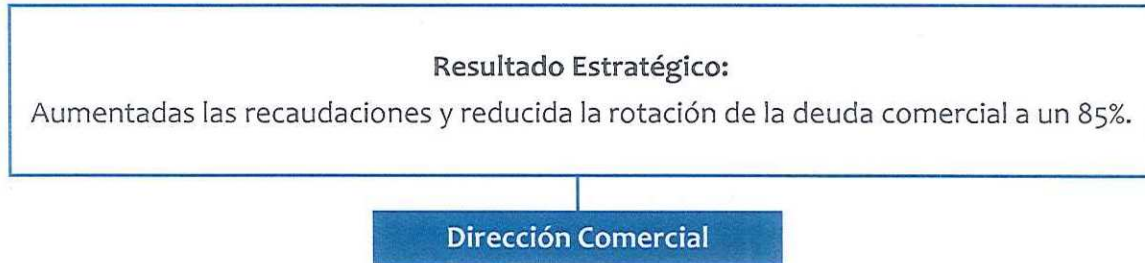 Resultado Estratégico:
Aumentadas las recaudaciones y reducida la rotación de la deuda comercial a un 85%.
Dirección Comercial